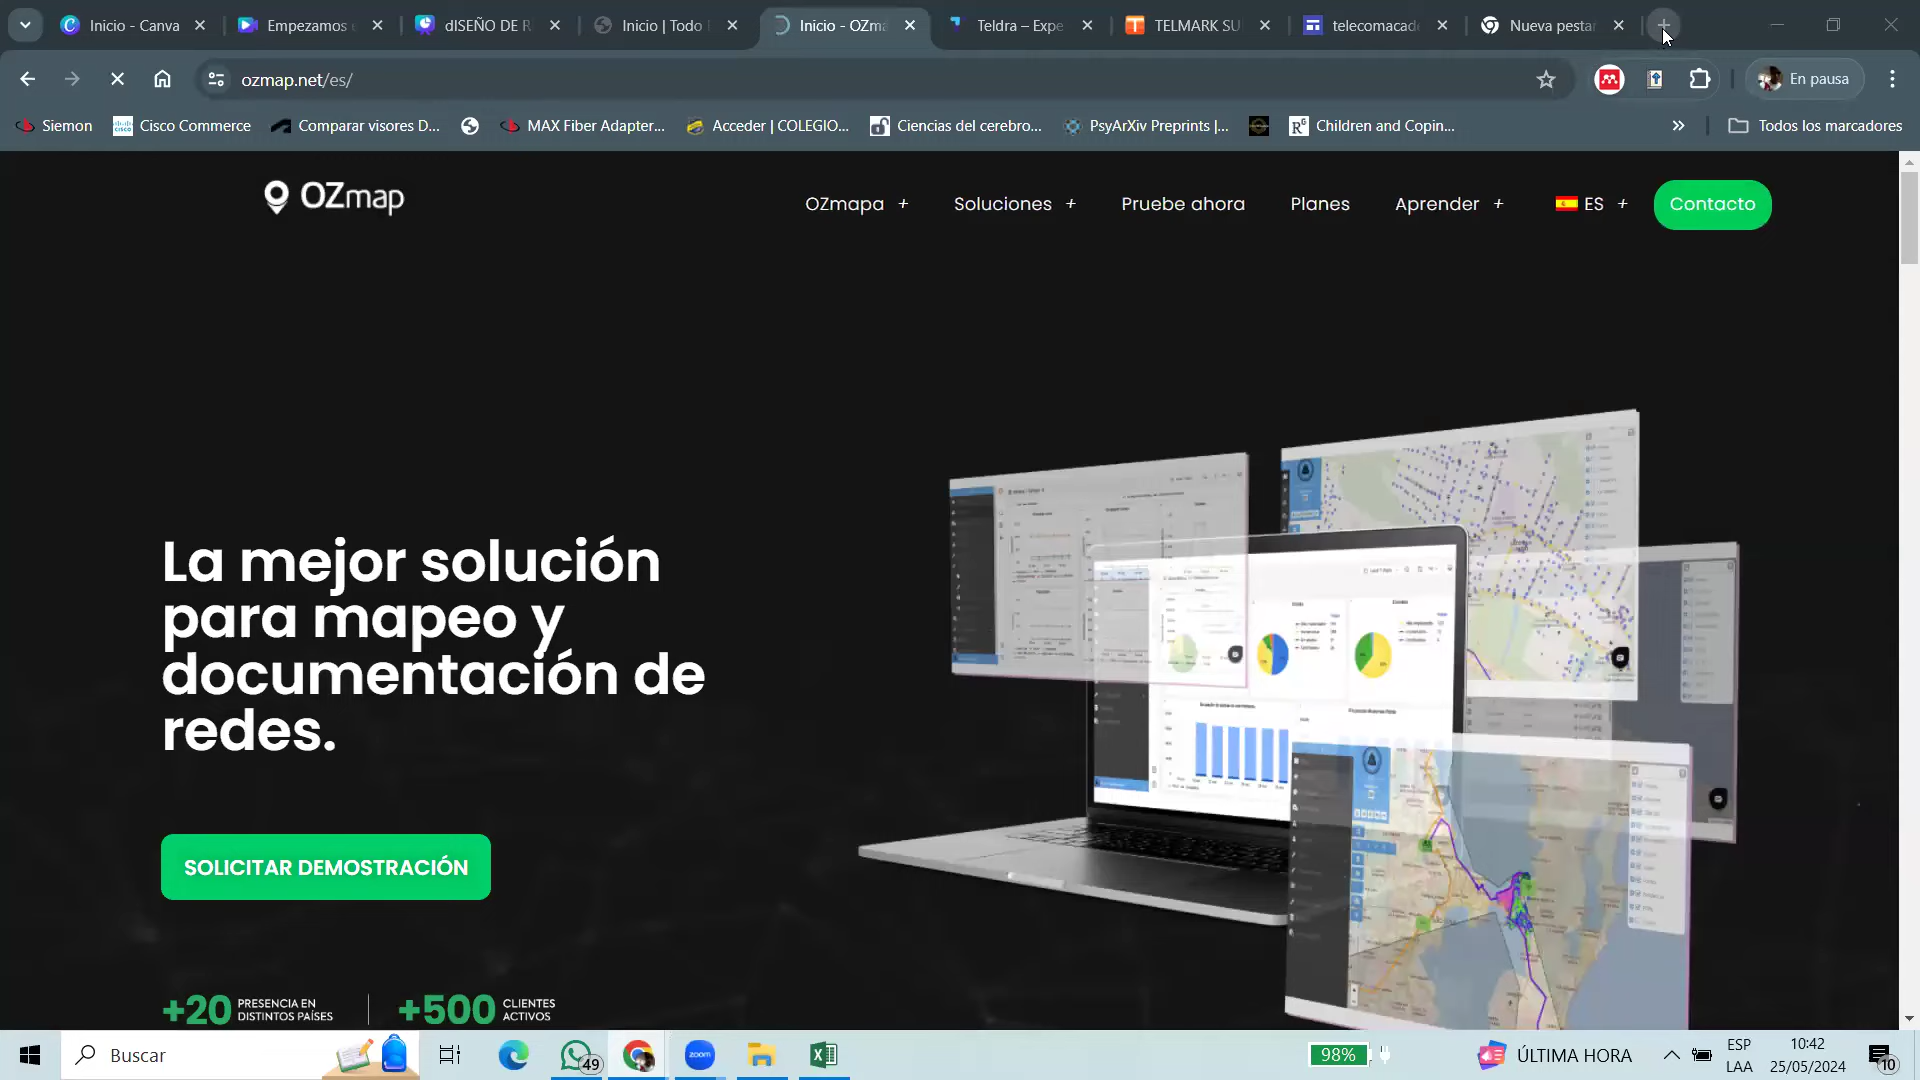 Inicio - Canva
Empezamos
dISEÑO DE R
Inicio | Todo
Inicio - OZma
Teldra – Expe
TELMARK SU
telecomacad
Nueva pestañ
ozmap.net/es/
En pausa
Siemon
Cisco Commerce
Comparar visores D...
MAX Fiber Adapter...
Acceder | COLEGIO...
Ciencias del cerebro...
PsyArXiv Preprints |...
Children and Copin...
»
Todos los marcadores
OZmap
OZmapa +
Soluciones +
Pruebe ahora
Planes
Aprender +
ES +
Contacto
La mejor solución
para mapeo y
documentación de
redes.
SOLICITAR DEMOSTRACIÓN
+20 PRESENCIA EN
DISTINTOS PAÍSES
+500 CLIENTES
ACTIVOS
Buscar
49
zoom
98%
ÚLTIMA HORA
ESP
LAA
10:42
25/05/2024
10